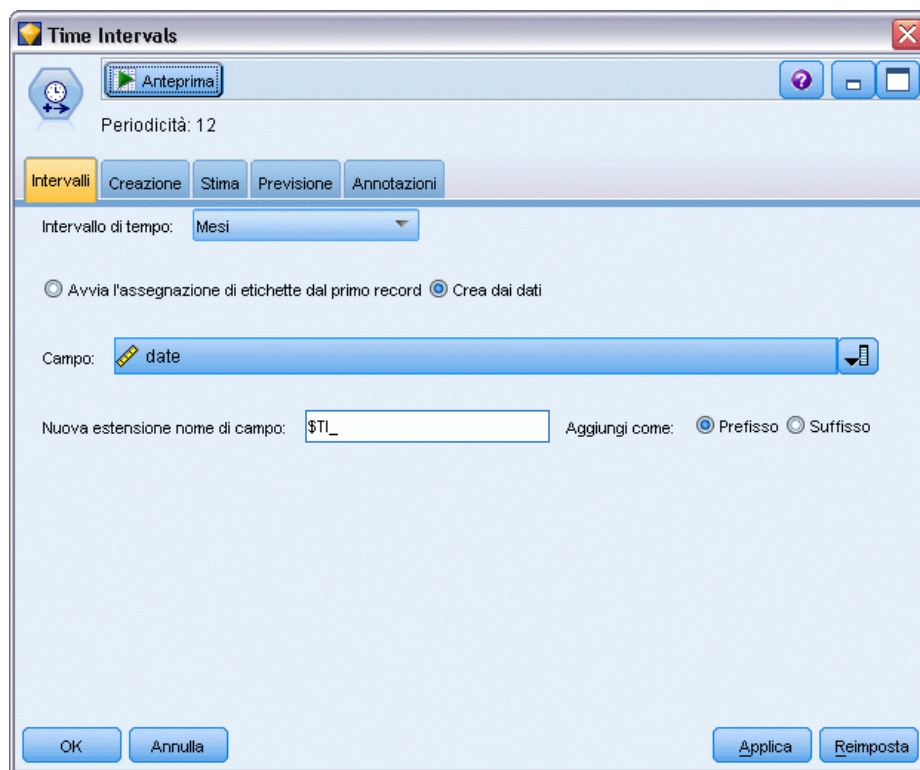 Time Intervals
Anteprima
Periodicità: 12
Intervalli Creazione Stima Previsione Annotazioni
Intervallo di tempo: Mesi
Avvia l'assegnazione di etichette dal primo record Crea dai dati
Campo: date
Nuova estensione nome di campo: $TI_ Aggiungi come: Prefisso Suffisso
OK Annulla Applica Reimposta